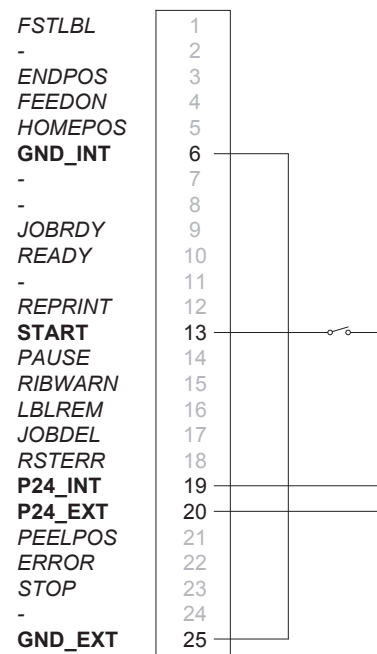 FSTLBL 1
- 2
ENDPOS 3
FEEDON 4
HOMEPOS 5
GND_INT 6
- 7
- 8
JOBRDY 9
READY 10
- 11
REPRINT 12
START 13
PAUSE 14
RIBWARN 15
LBLREM 16
JOBDEL 17
RSTERR 18
P24_INT 19
P24_EXT 20
PEELPOS 21
ERROR 22
STOP 23
- 24
GND_EXT 25